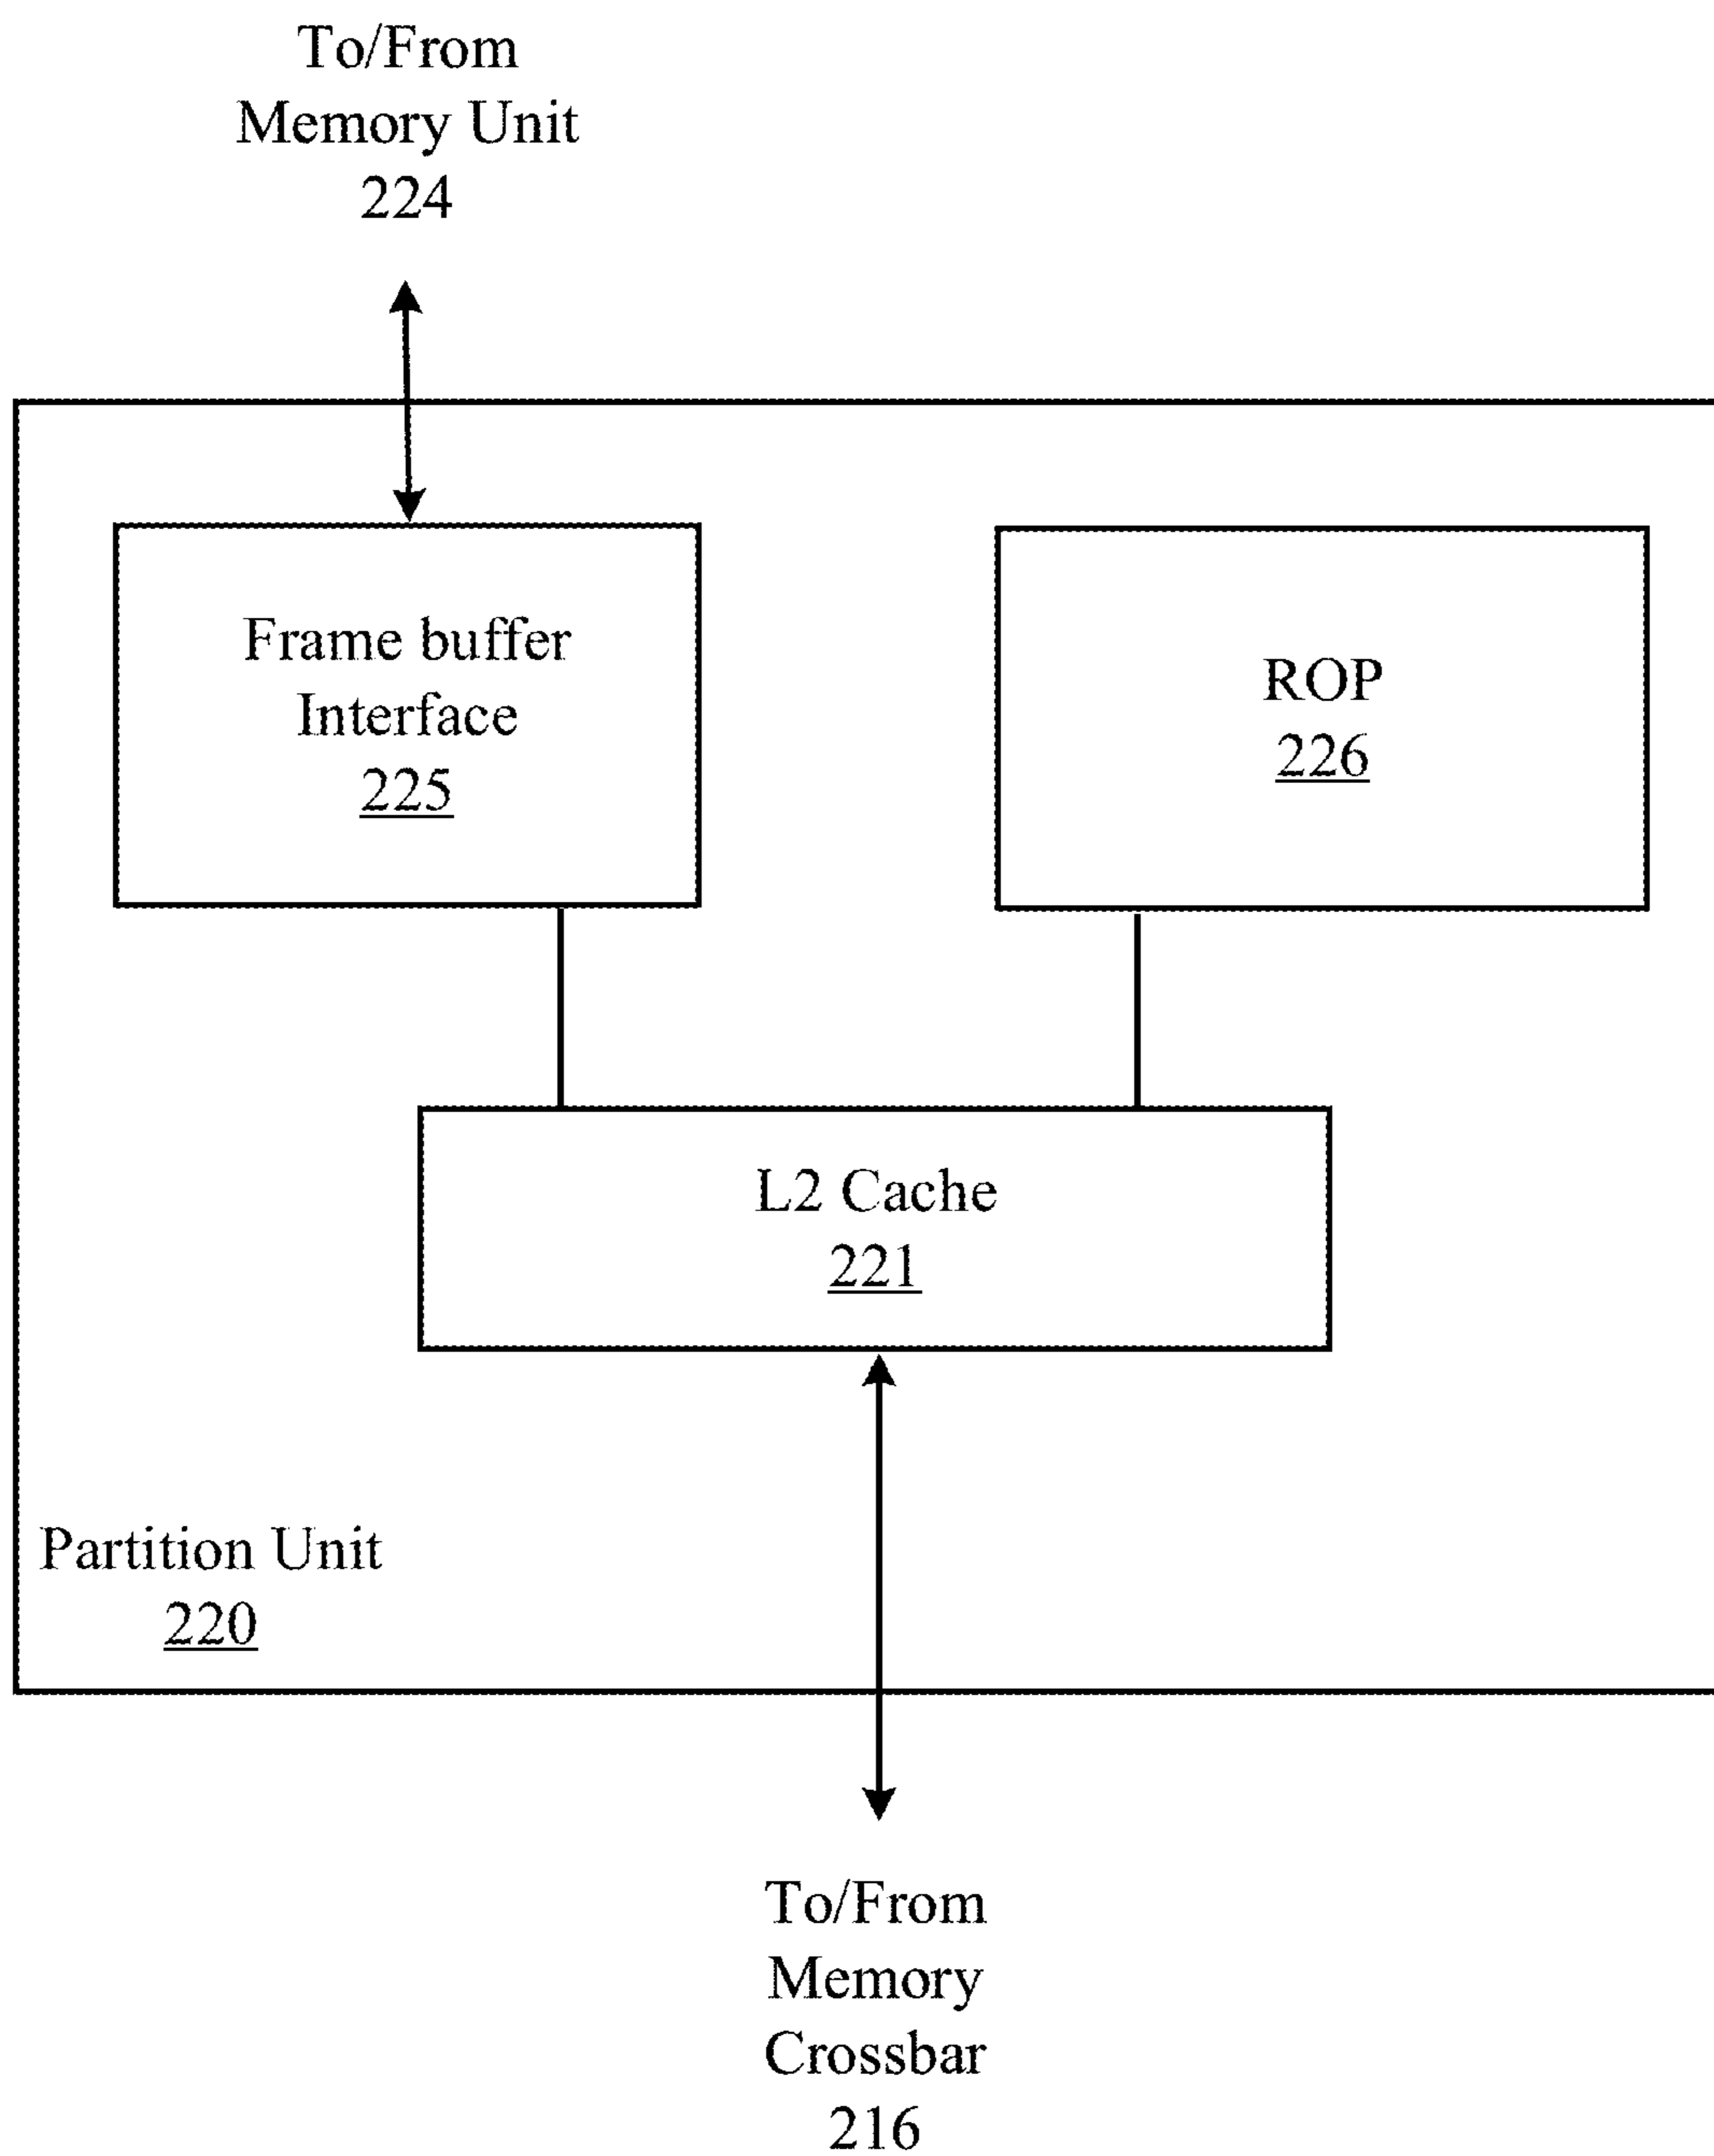 To/From
Memory Unit
224
Frame buffer
Interface
225
ROP
226
L2 Cache
221
Partition Unit
220
To/From
Memory
Crossbar
216